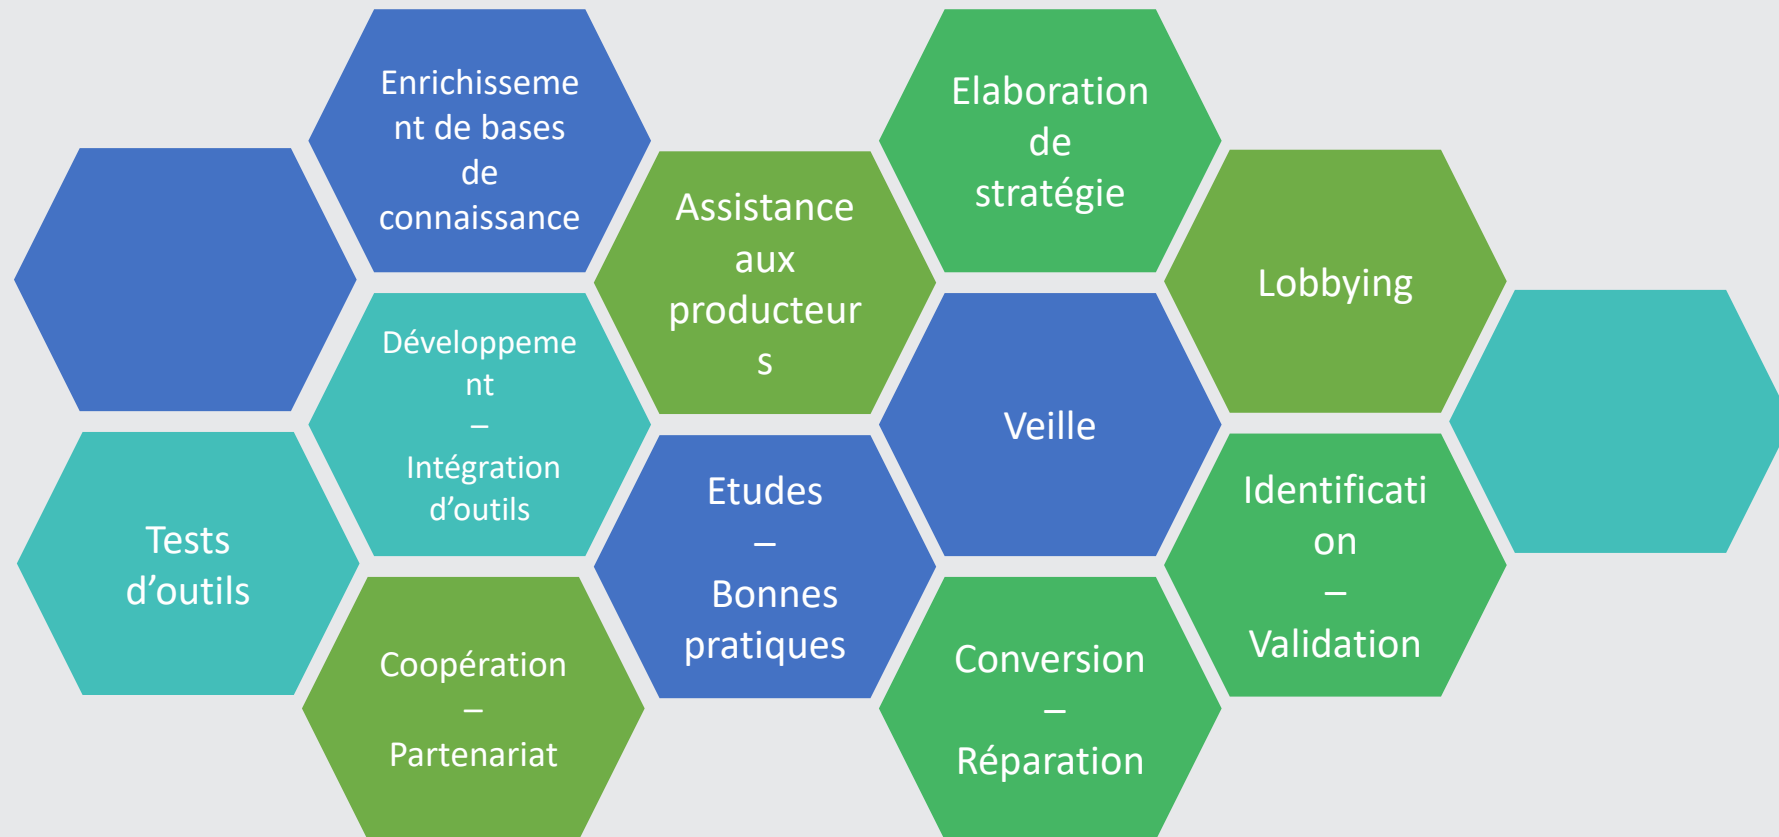 Enrichisseme
nt de bases
de
connaissance
Elaboration
de
stratégie
Assistance
aux
producteur
s
Lobbying
Développeme
nt
–
Intégration
d’outils
Veille
Tests
d’outils
Etudes
–
Bonnes
pratiques
Identificati
on
–
Validation
Coopération
–
Partenariat
Conversion
–
Réparation